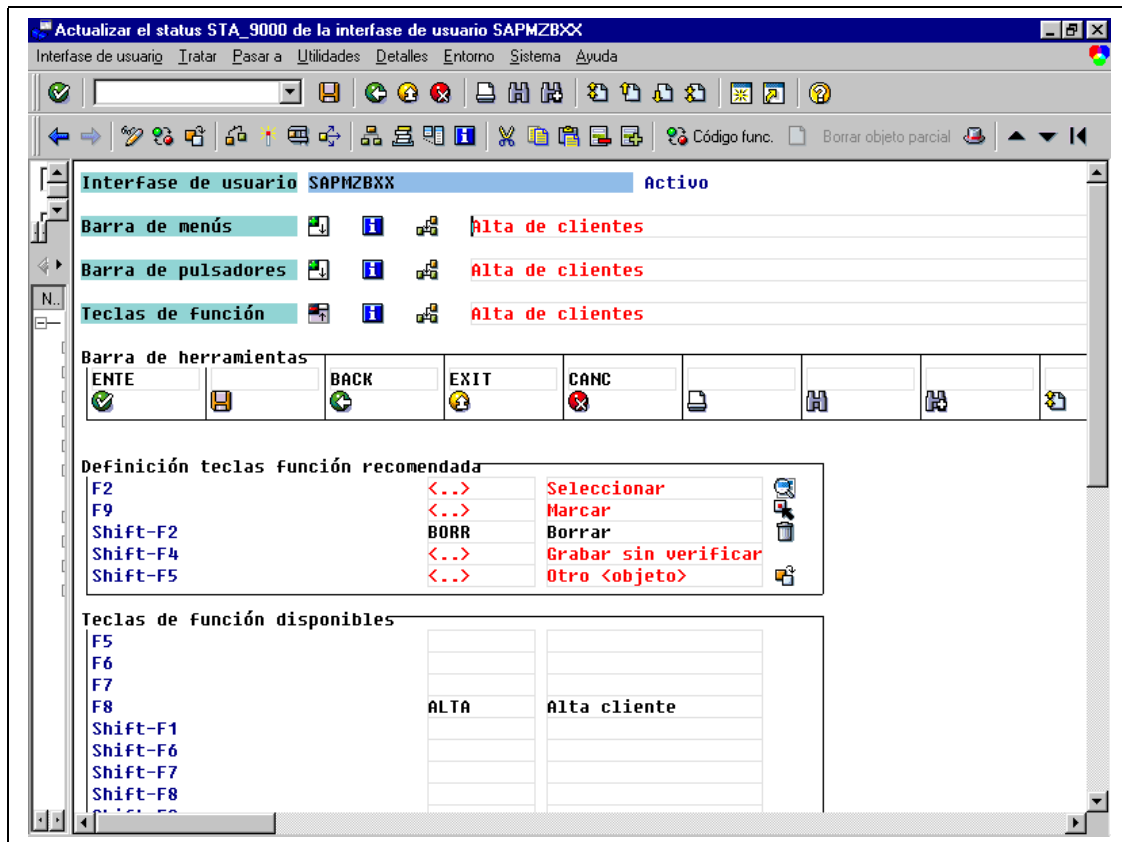 Actualizar el status STA_9000 de la interfase de usuario SAPMZBXX
Interfase de usuario Tratar Pasar a Utilidades Detalles Entorno Sistema Ayuda
Código func. Borrar objeto parcial
Interfase de usuario SAPMZBXX Activo
Barra de menús Alta de clientes
Barra de pulsadores Alta de clientes
N..
Teclas de función Alta de clientes
Barra de herramientas
ENTE BACK EXIT CANC
Definición teclas función recomendada
F2 <..> Seleccionar
F9 <..> Marcar
Shift-F2 BORR Borrar
Shift-F4 <..> Grabar sin verificar
Shift-F5 <..> Otro <objeto>
Teclas de función disponibles
F5
F6
F7
F8 ALTA Alta cliente
Shift-F1
Shift-F6
Shift-F7
Shift-F8